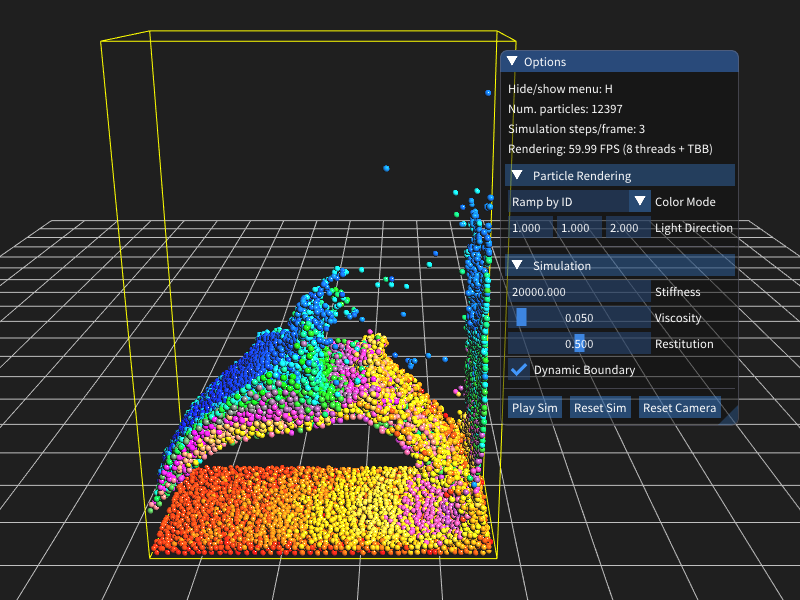 Options
Hide/show menu: H
Num. particles: 12397
Simulation steps/frame: 3
Rendering: 59.99 FPS (8 threads + TBB)
Particle Rendering
Ramp by ID Color Mode
1.000 1.000 2.000 Light Direction
Simulation
20000.000 Stiffness
0.050 Viscosity
0.500 Restitution
Dynamic Boundary
Play Sim Reset Sim Reset Camera